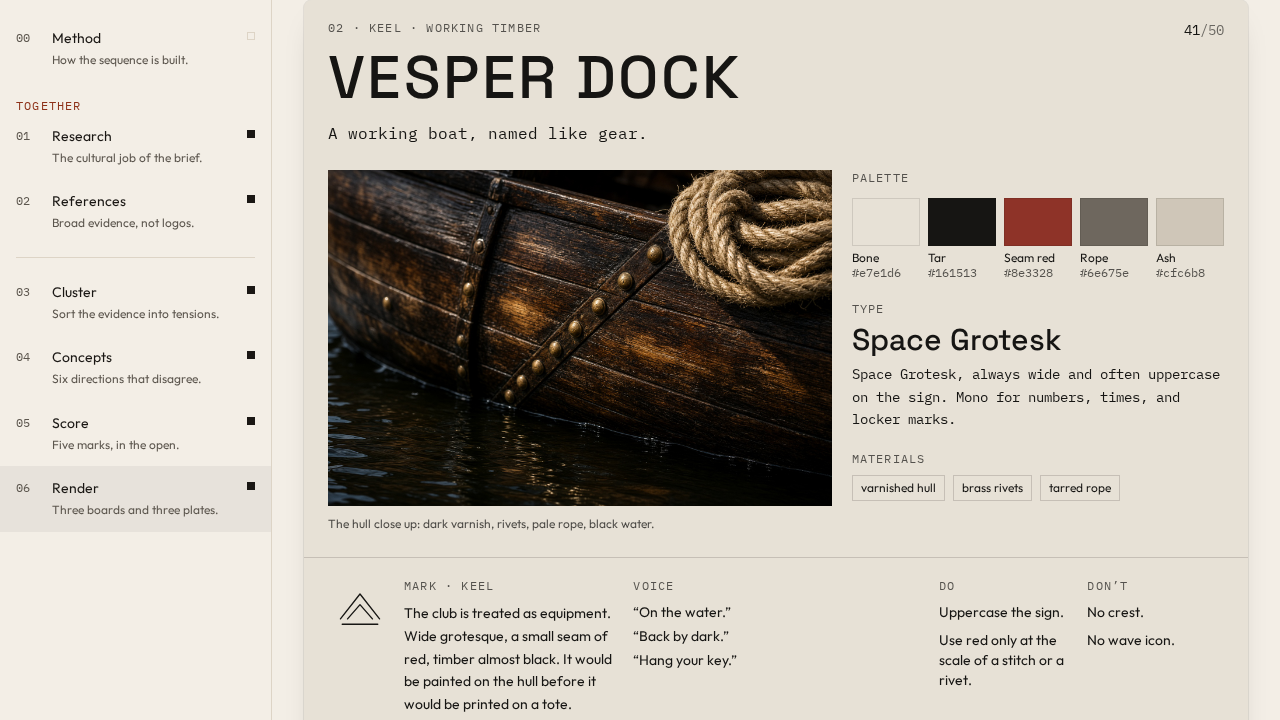 00 Method
How the sequence is built.
TOGETHER
01 Research
The cultural job of the brief.
02 References
Broad evidence, not logos.
03 Cluster
Sort the evidence into tensions.
04 Concepts
Six directions that disagree.
05 Score
Five marks, in the open.
06 Render
Three boards and three plates.
02 · KEEL · WORKING TIMBER
41/50
VESPER DOCK
A working boat, named like gear.
The hull close up: dark varnish, rivets, pale rope, black water.
PALETTE
Bone Tar Seam red Rope Ash
#e7e1d6 #161513 #8e3328 #6e675e #cfc6b8
TYPE
Space Grotesk
Space Grotesk, always wide and often uppercase
on the sign. Mono for numbers, times, and
locker marks.
MATERIALS
varnished hull brass rivets tarred rope
MARK · KEEL
The club is treated as equipment.
Wide grotesque, a small seam of
red, timber almost black. It would
be painted on the hull before it
would be printed on a tote.
VOICE
“On the water.”
“Back by dark.”
“Hang your key.”
DO
Uppercase the sign.
Use red only at the
scale of a stitch or a
rivet.
DON’T
No crest.
No wave icon.